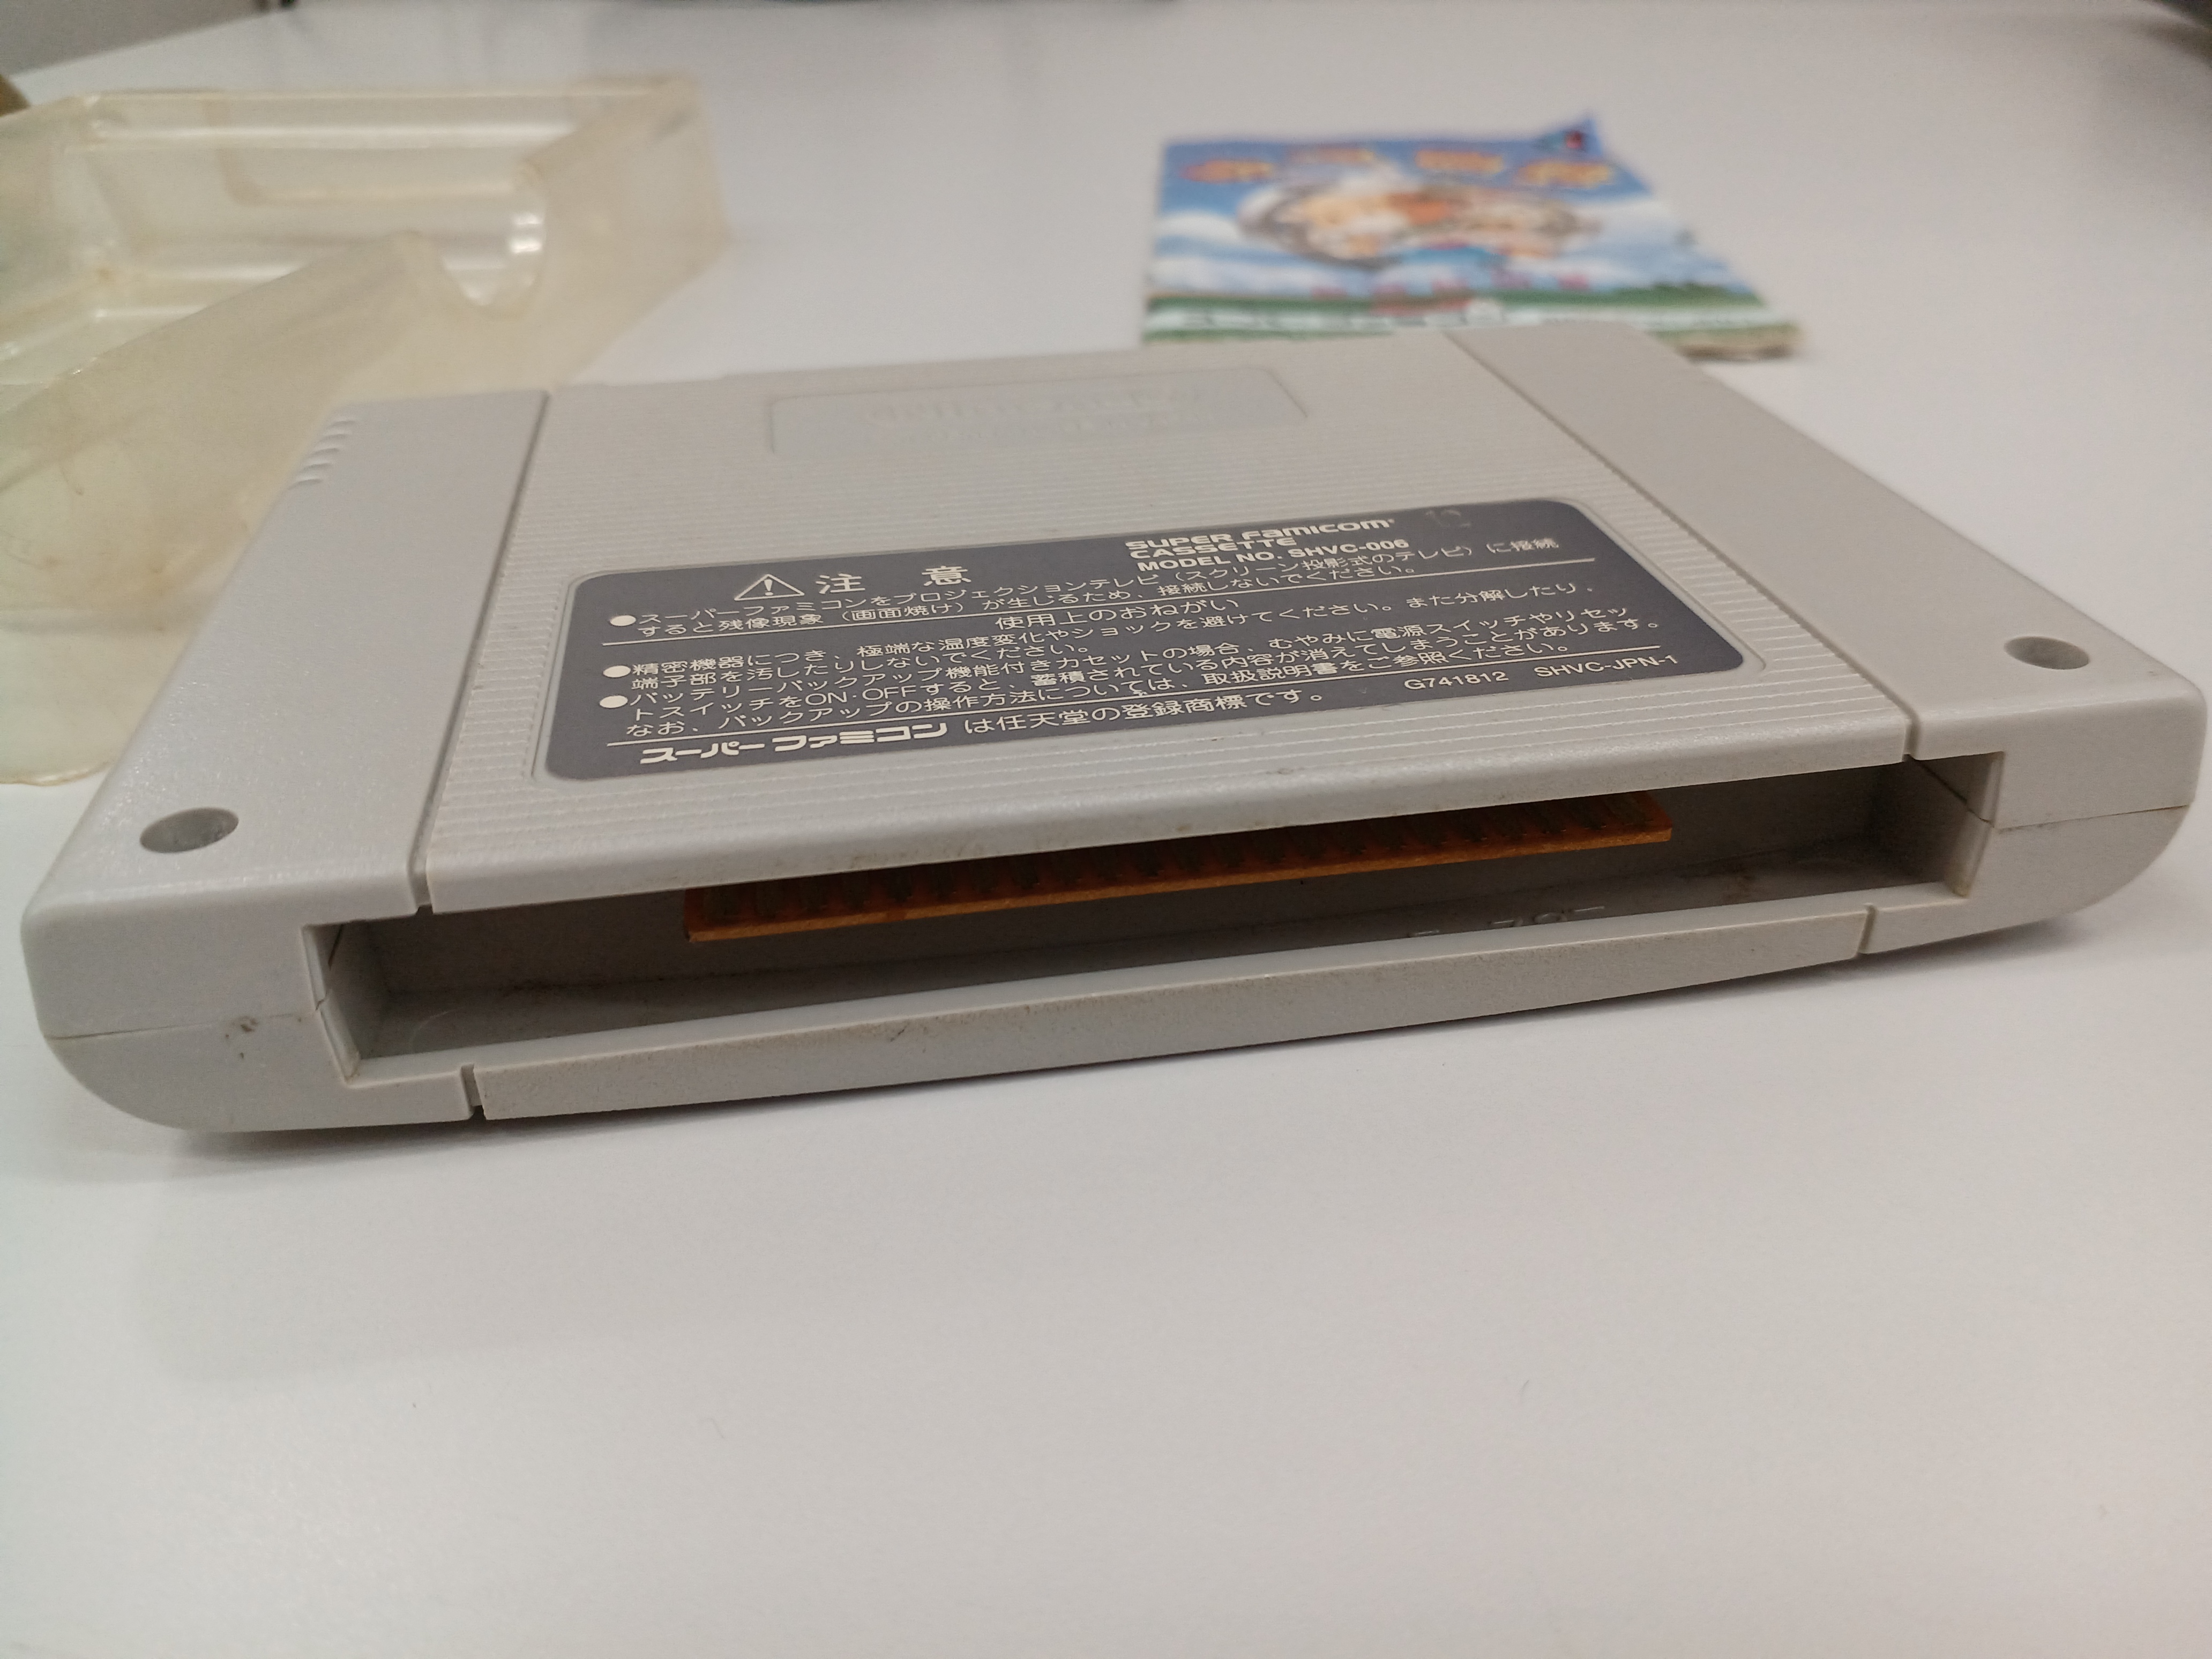 SUPER Famicom
CASSETTE
MODEL NO. SHVC-006
注 意
●スーパーファミコンをプロジェクションテレビ（スクリーン投影式のテレビ）に接続
すると残像現象（画面焼け）が生じるため、接続しないでください。
使用上のおねがい
●精密機器につき、極端な温度変化やショックを避けてください。また分解したり、
端子部を汚したりしないでください。
●バッテリーバックアップ機能付きカセットの場合、むやみに電源スイッチやリセッ
トスイッチをON・OFFすると、蓄積されている内容が消えてしまうことがあります。
なお、バックアップの操作方法については、取扱説明書をご参照ください。
G741812 SHVC-JPN-1
スーパーファミコン は任天堂の登録商標です。